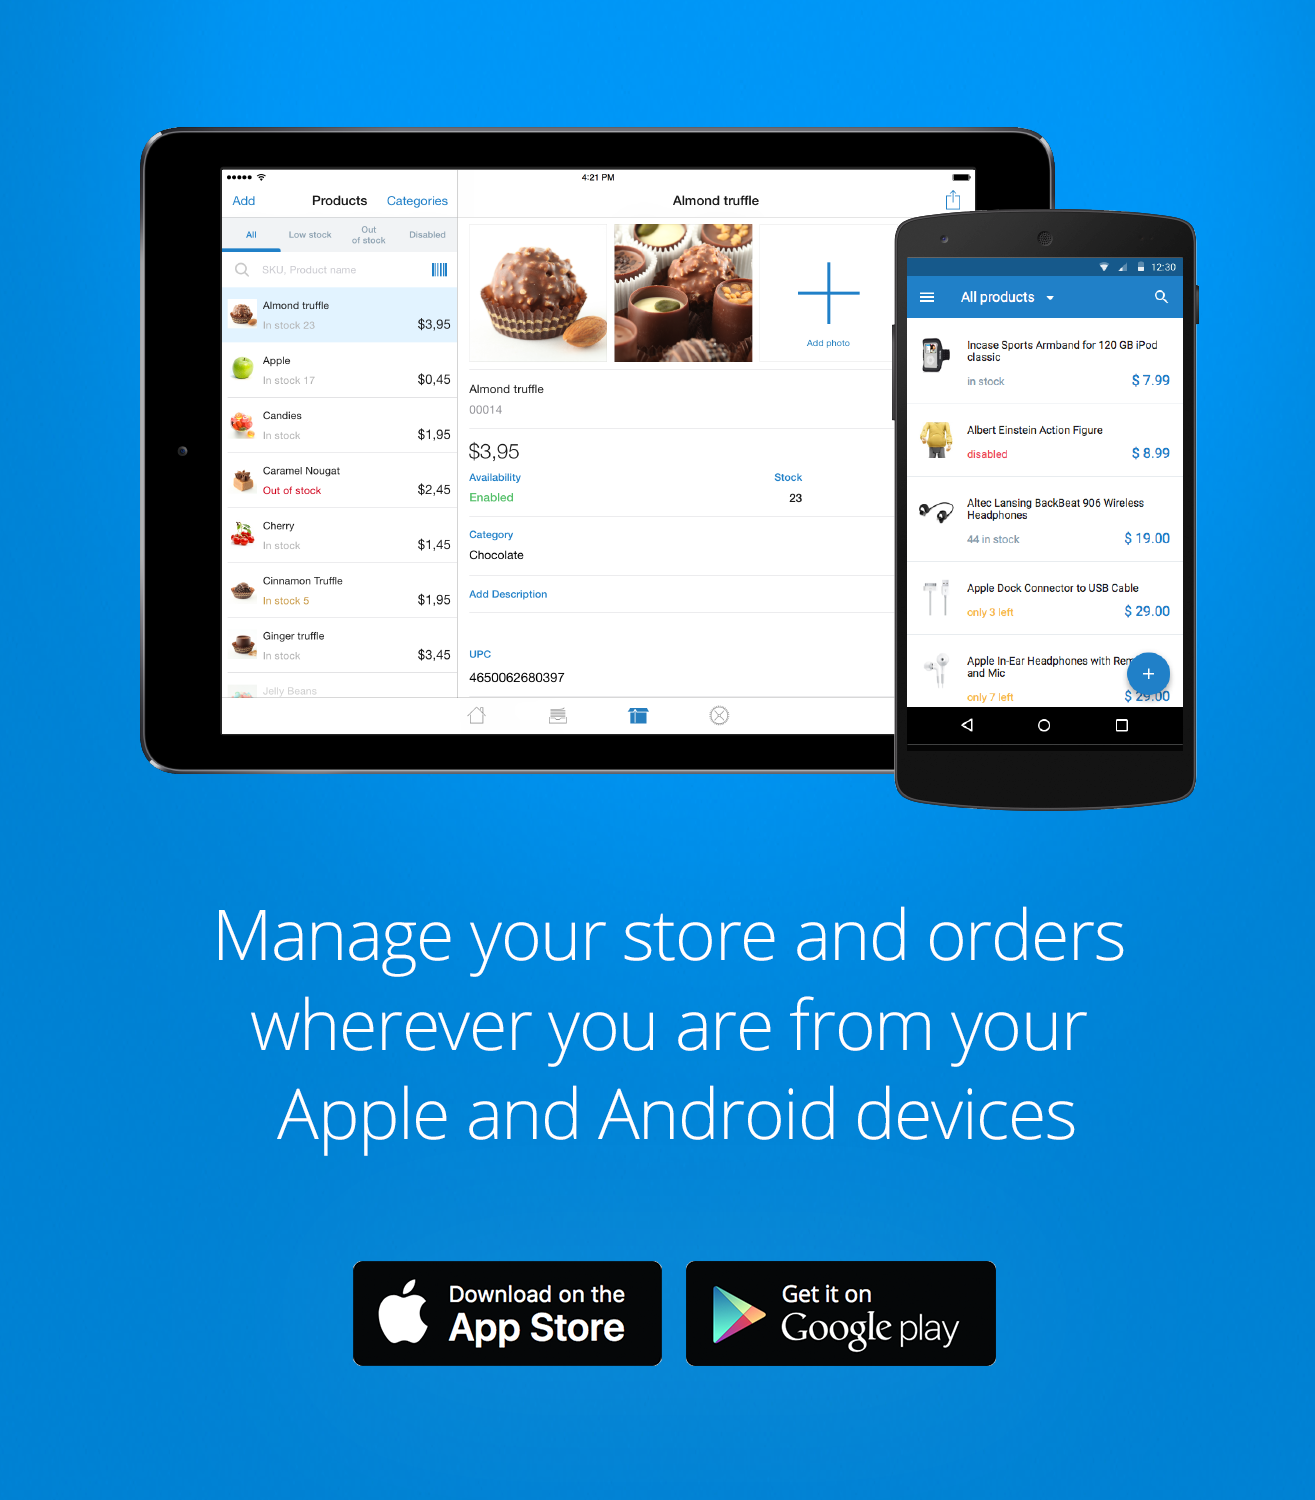 4:21 PM
Add Products Categories
Almond truffle
All Low stock Out of stock Disabled
SKU, Product name
Almond truffle
In stock 23 $3,95
Apple
In stock 17 $0,45
Candies
In stock $1,95
Caramel Nougat
Out of stock $2,45
Cherry
In stock $1,45
Cinnamon Truffle
In stock 5 $1,95
Ginger truffle
In stock $3,45
Jelly Beans
Add photo
Almond truffle
00014
$3,95
Availability Stock
Enabled 23
Category
Chocolate
Add Description
UPC
4650062680397
12:30
All products
Incase Sports Armband for 120 GB iPod
classic
in stock $ 7.99
Albert Einstein Action Figure
disabled $ 8.99
Altec Lansing BackBeat 906 Wireless
Headphones
44 in stock $ 19.00
Apple Dock Connector to USB Cable
only 3 left $ 29.00
Apple In-Ear Headphones with
and Mic
only 7 left $ 29.00
Manage your store and orders
wherever you are from your
Apple and Android devices
Download on the
App Store
Get it on
Google play